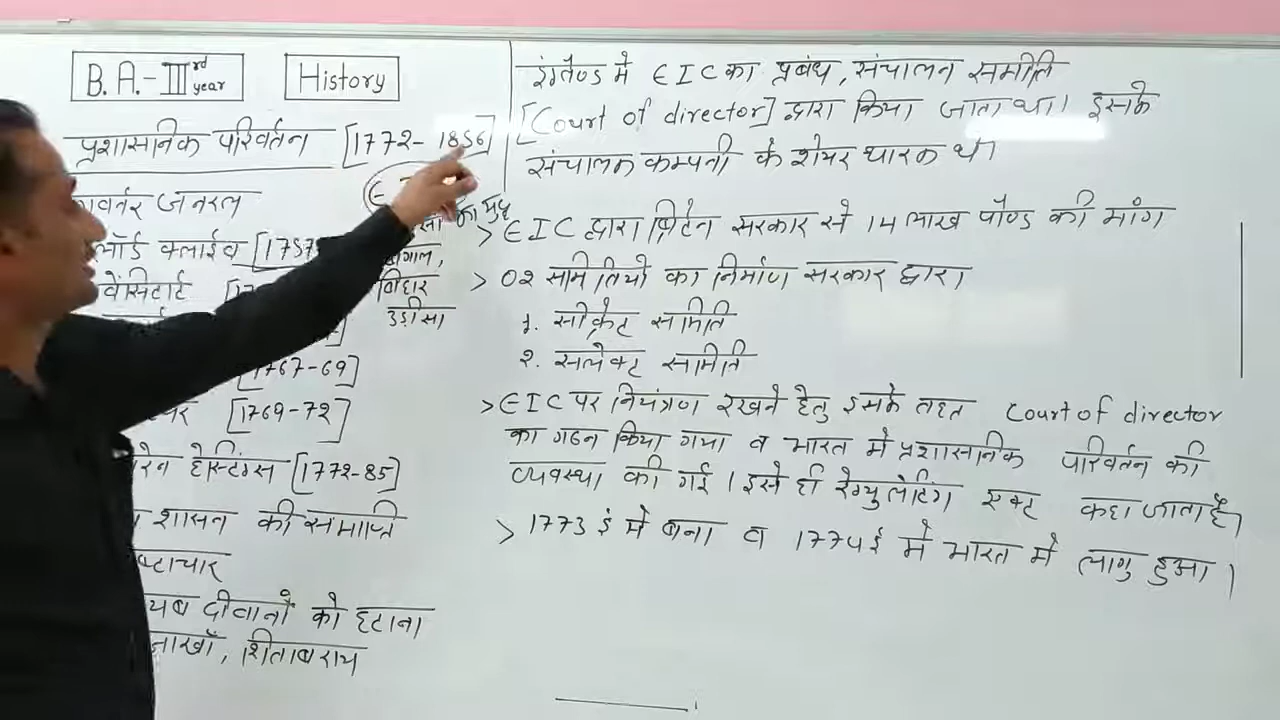 B. A.- III rd year
History
प्रशासनिक परिवर्तन [1772- 1856]
गवर्नर जनरल
लॉर्ड क्लाईव [1757
वेंसिटार्ट
[1767-69]
[1769-72]
हेस्टिंग्स [1772-85]
शासन की समाप्ति
दीवानों को हटाना
शिताबराय
का मुद्दू
बिहार
उड़ीसा
इंग्लैण्ड में EIC का प्रबंध, संचालन समीति
[Court of director] द्वारा किया जाता था। इसके
संचालक कम्पनी के शेयर धारक थे।
> EIC द्वारा ब्रिटेन सरकार से 14 लाख पौण्ड की मांग
> 02 समितियों का निर्माण सरकार द्वारा
1. सीक्रेट समिति
2. सलेक्ट समिति
> EIC पर नियंत्रण रखने हेतु इसके तहत Court of director
का गठन किया गया व भारत में प्रशासनिक परिवर्तन की
व्यवस्था की गई। इसे ही रेग्युलेटिंग एक्ट कहा जाता है।
> 1773 ई में बना व 1774 ई में भारत में लागु हुआ।